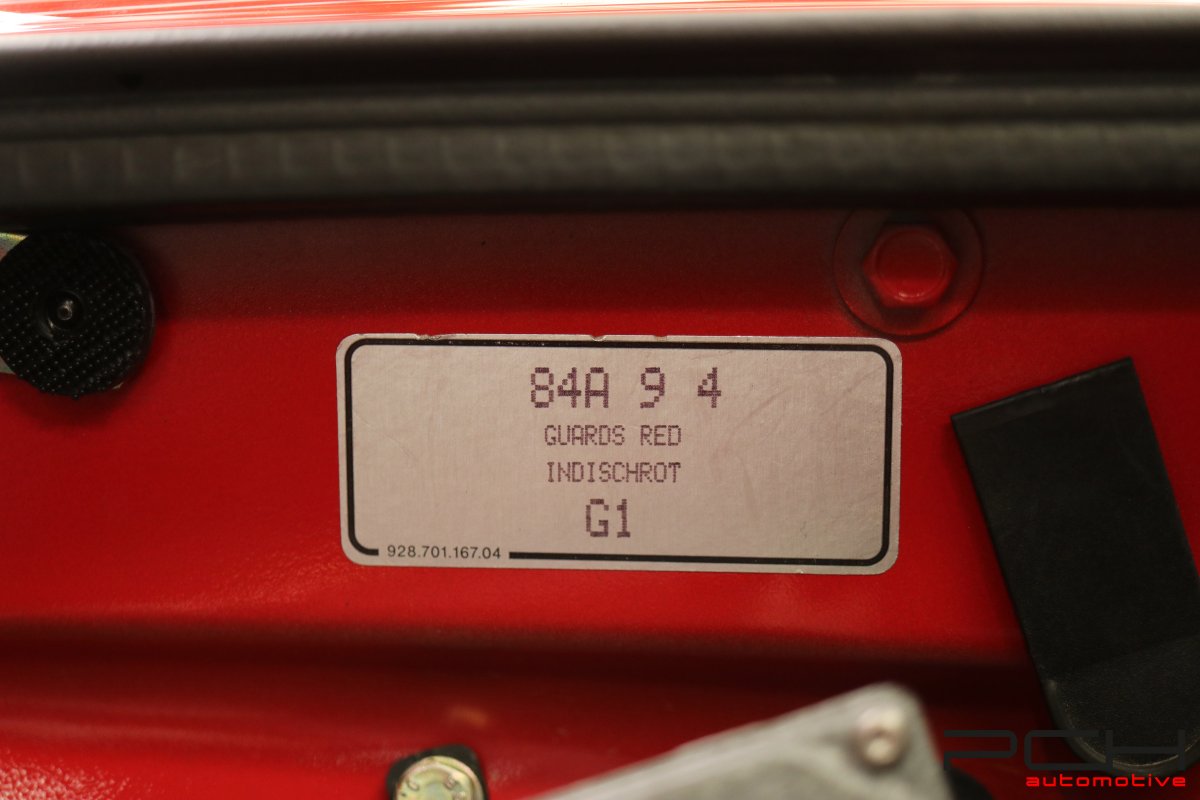 84A 9 4
GUARDS RED
INDISCHROT
G1
928.701.167.04
PCH
automotive